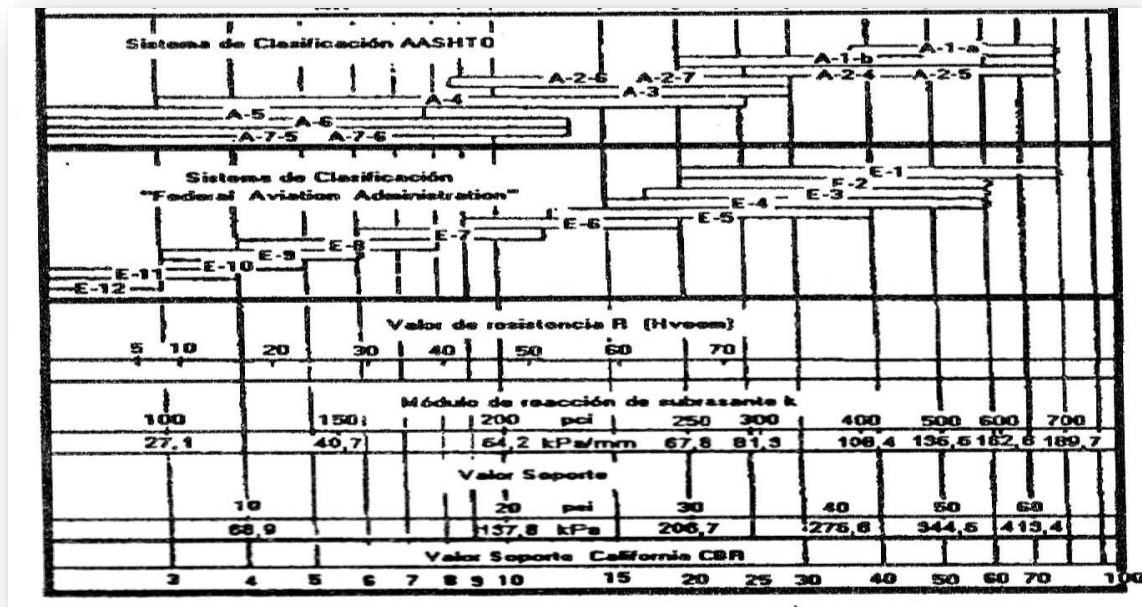 Sistema de Clasificación AASHTO
A-1-a
A-1-b
A-2-6 A-2-7 A-2-4 A-2-5
A-3
A-4
A-5
A-6
A-7-5 A-7-6
Sistema de Clasificación
"Federal Aviation Administration"
E-1
E-2
E-3
E-4
E-5
E-6
E-7
E-8
E-9
E-10
E-11
E-12
Valor de resistencia R (Hveem)
5 10 20 30 40 50 60 70
Módulo de reacción de subrasante k
100 150 200 pci 250 300 400 500 600 700
27,1 40,7 54,2 kPa/mm 67,8 81,3 108,4 135,5 162,6 189,7
Valor Soporte
10 20 psi 30 40 50 60
68,9 137,8 kPa 206,7 275,6 344,5 413,4
Valor Soporte California CBR
3 4 5 6 7 8 9 10 15 20 25 30 40 50 60 70 100